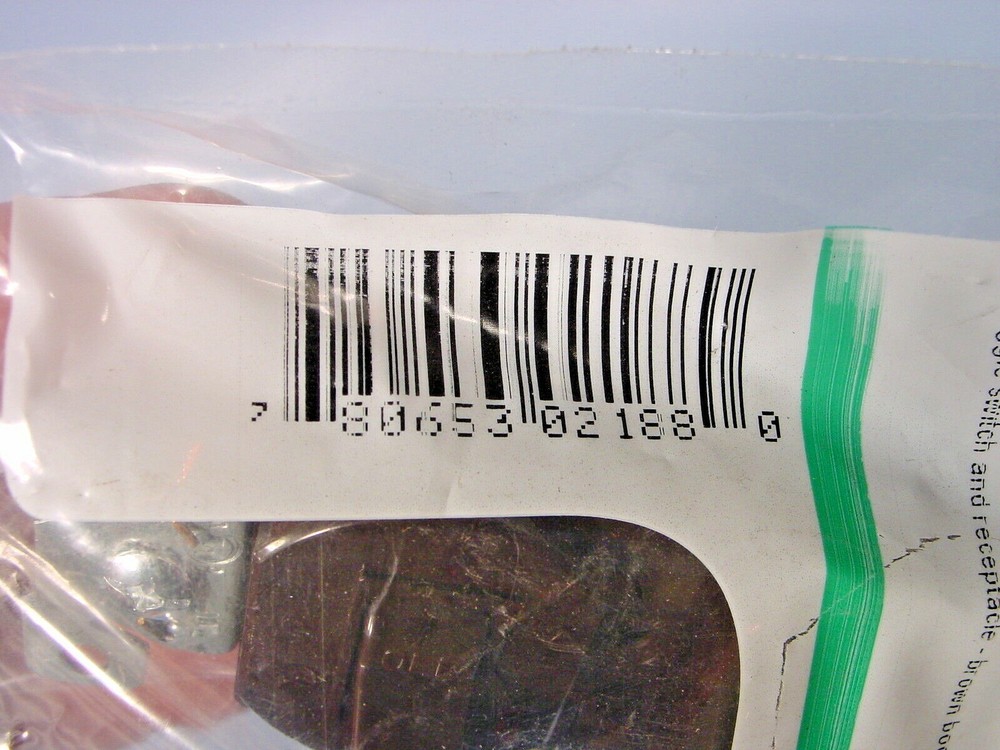 7 80653 02188 0
switch and receptacle - brown